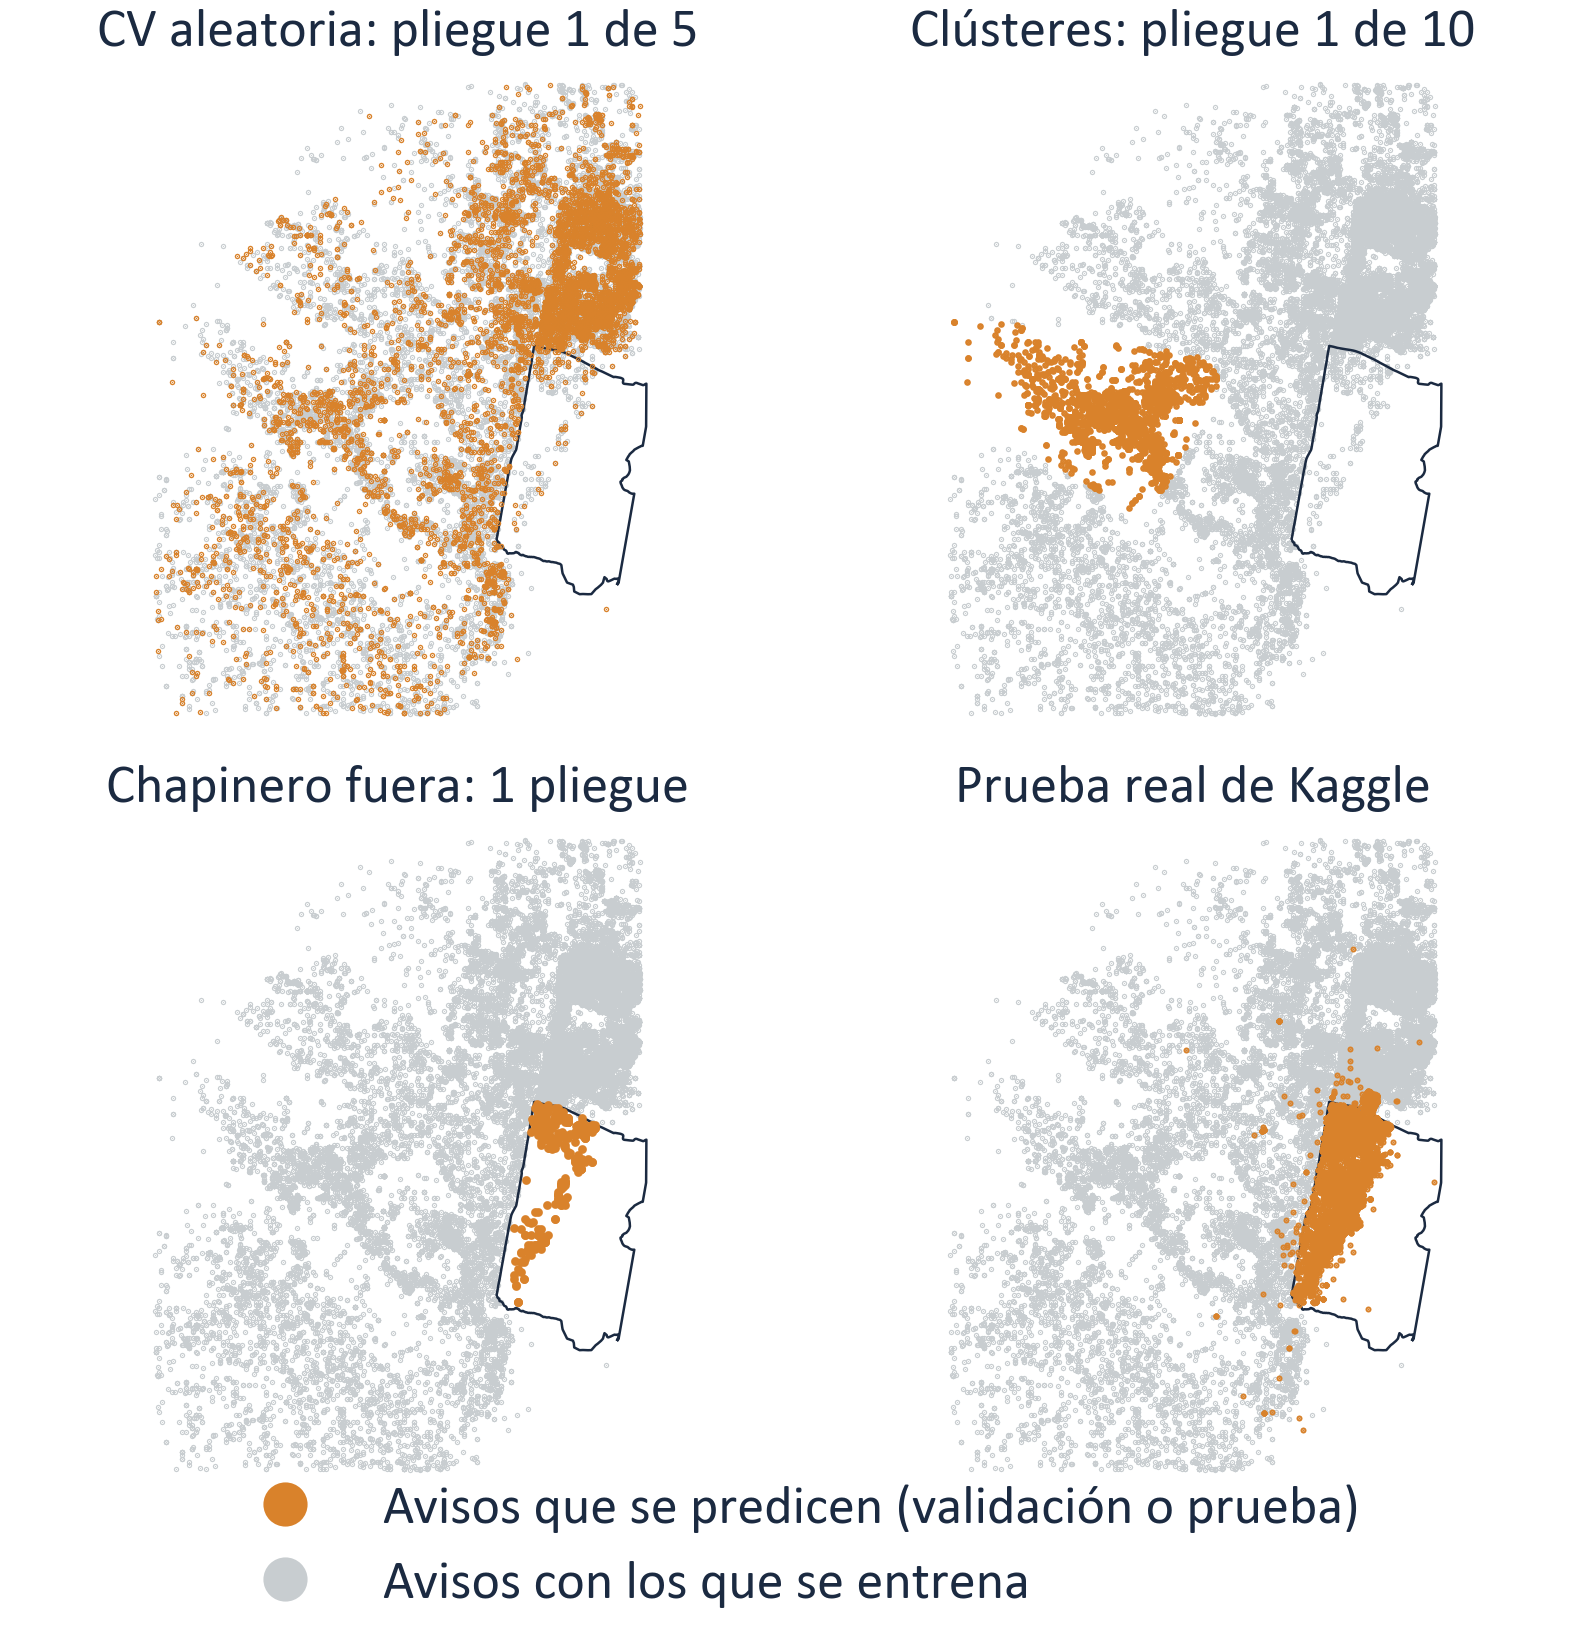 CV aleatoria: pliegue 1 de 5
Clústeres: pliegue 1 de 10
Chapinero fuera: 1 pliegue
Prueba real de Kaggle
Avisos que se predicen (validación o prueba)
Avisos con los que se entrena